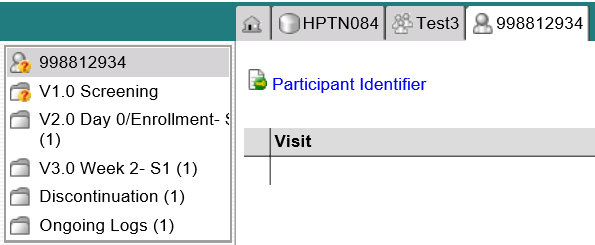 HPTN084
Test3
998812934
998812934
V1.0 Screening
V2.0 Day 0/Enrollment-
(1)
V3.0 Week 2- S1 (1)
Discontinuation (1)
Ongoing Logs (1)
Participant Identifier
Visit